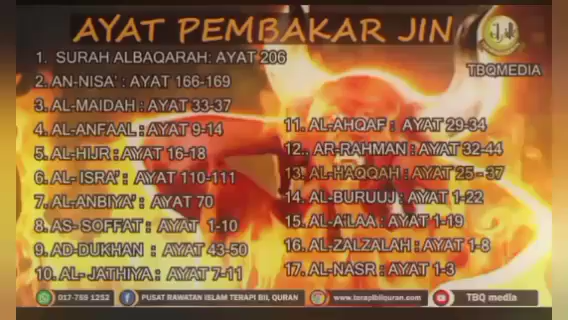 AYAT PEMBAKAR JIN
TBQMEDIA
1. SURAH ALBAQARAH: AYAT 206
2. AN-NISA' : AYAT 166-169
3. AL-MAIDAH : AYAT 33-37
4. AL-ANFAAL : AYAT 9-14
5. AL-HIJR : AYAT 16-18
6. AL- ISRA' : AYAT 110-111
7. AL-ANBIYA' : AYAT 70
8. AS- SOFFAT : AYAT 1-10
9. AD-DUKHAN : AYAT 43-50
10. AL- JATHIYA : AYAT 7-11
11. AL-AHQAF : AYAT 29-34
12.. AR-RAHMAN : AYAT 32-44
13. AL-HAQQAH : AYAT 25 - 37
14. AL-BURUUJ : AYAT 1-22
15. AL-A'iLAA : AYAT 1-19
16. AL-ZALZALAH : AYAT 1-8
17. AL-NASR : AYAT 1-3
017-755 1252 PUSAT RAWATAN ISLAM TERAPI BIL QURAN www.terapibilquran.com TBQ media